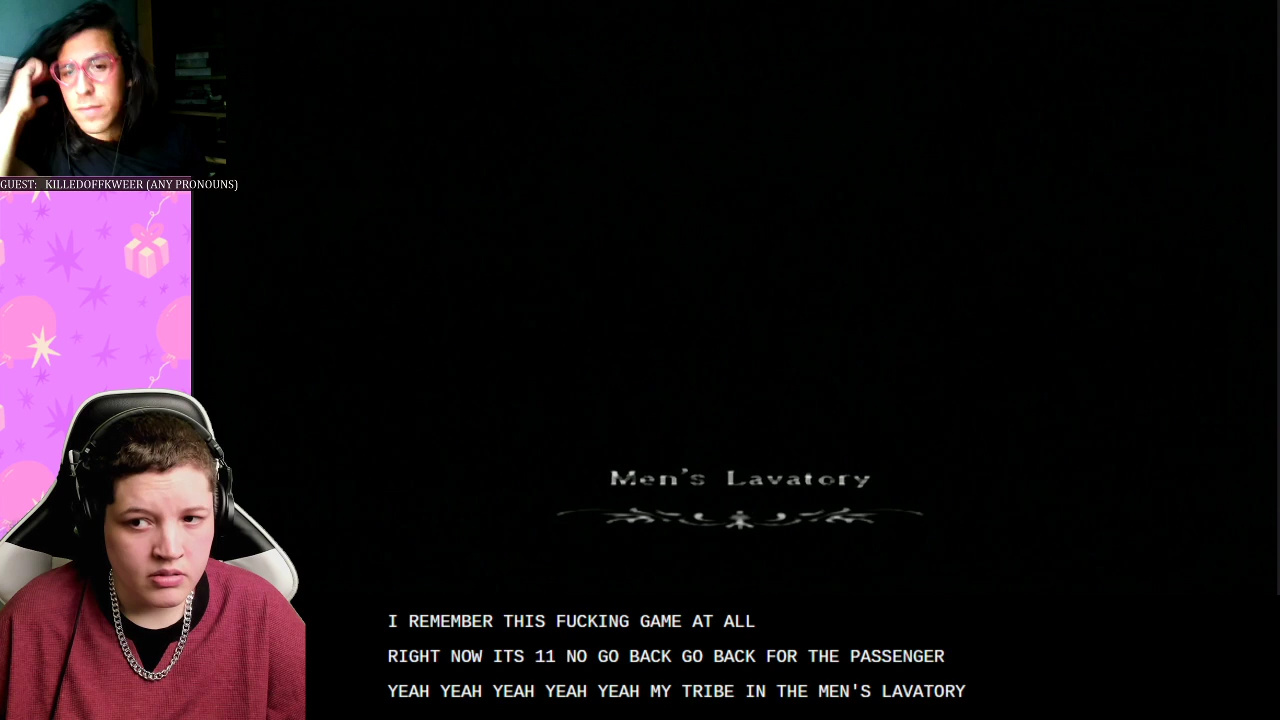 GUEST: KILLEDOFFKWEER (ANY PRONOUNS)
Men's Lavatory
I REMEMBER THIS FUCKING GAME AT ALL
RIGHT NOW ITS 11 NO GO BACK GO BACK FOR THE PASSENGER
YEAH YEAH YEAH YEAH YEAH MY TRIBE IN THE MEN'S LAVATORY